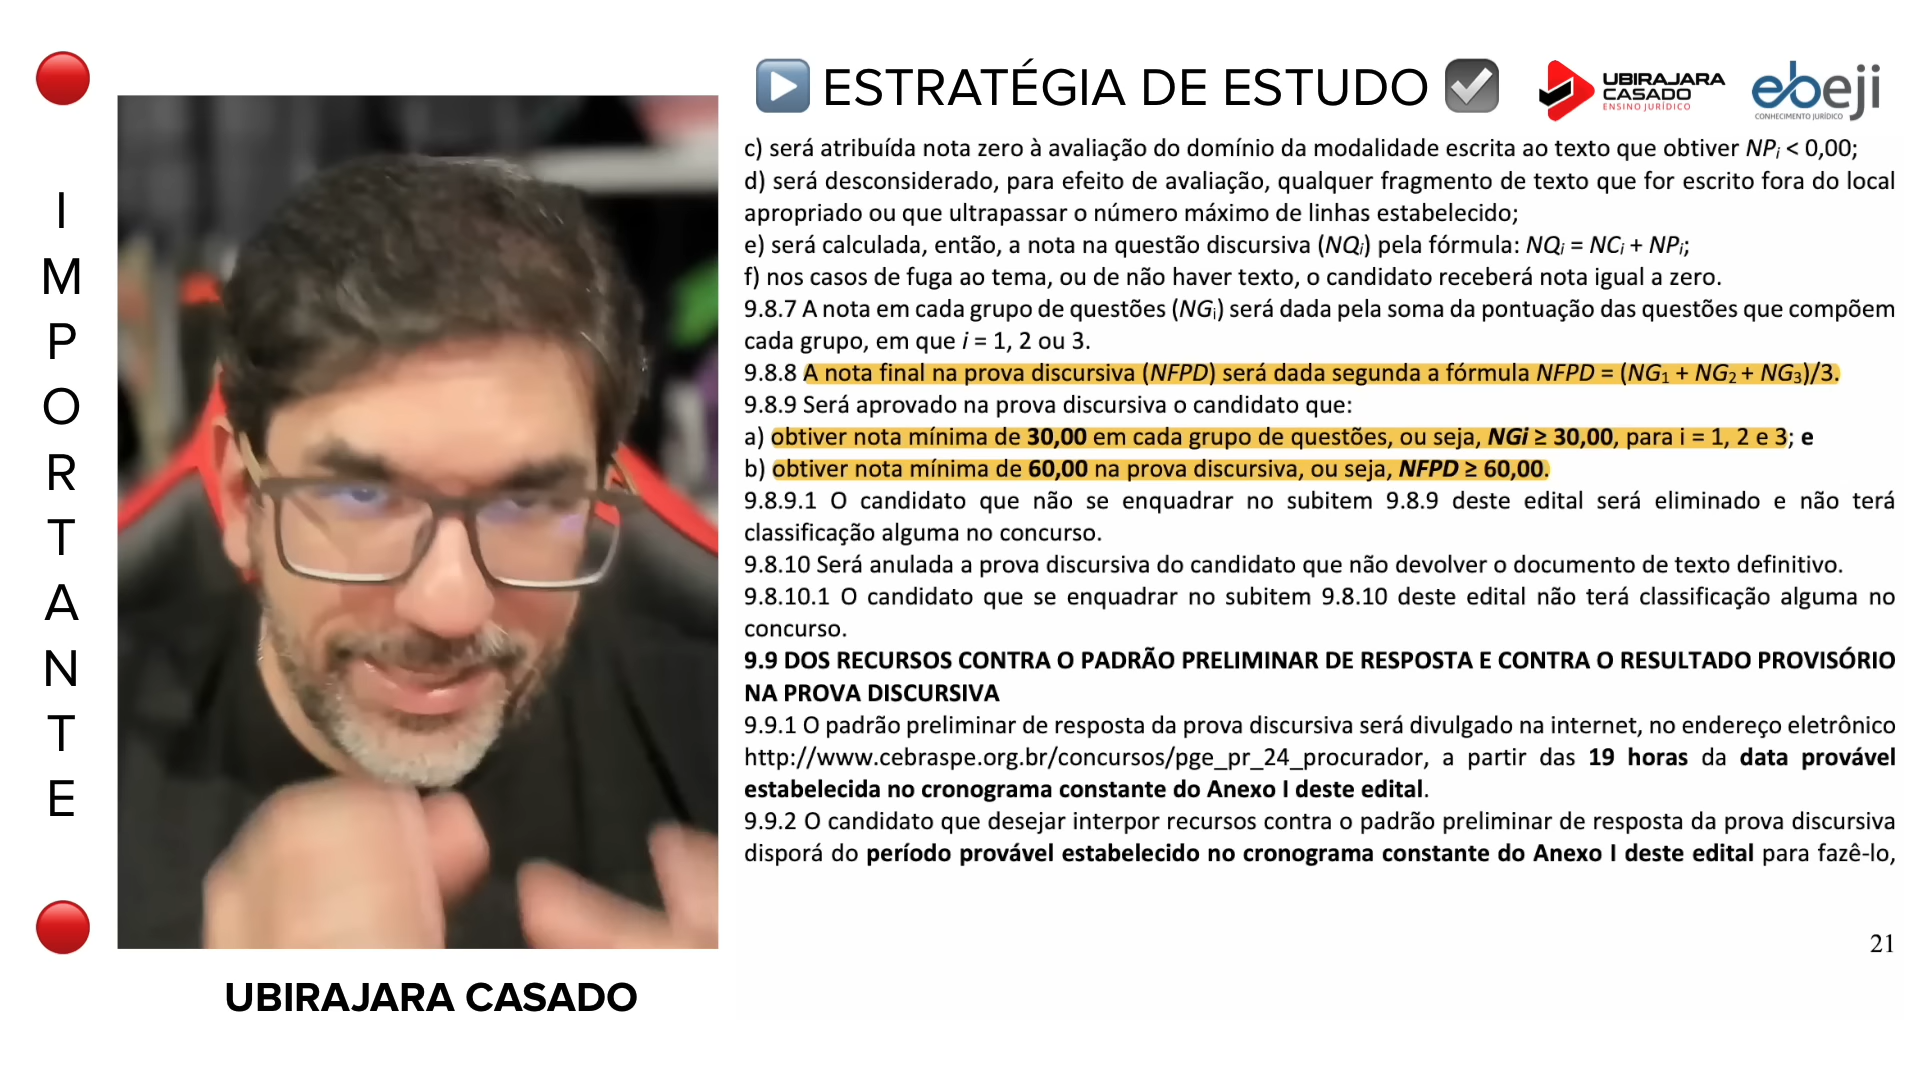 I
M
P
O
R
T
A
N
T
E
UBIRAJARA CASADO
ESTRATÉGIA DE ESTUDO
UBIRAJARA
CASADO
ENSINO JURÍDICO
ebeji
CONHECIMENTO JURÍDICO
c) será atribuída nota zero à avaliação do domínio da modalidade escrita ao texto que obtiver NPi < 0,00;
d) será desconsiderado, para efeito de avaliação, qualquer fragmento de texto que for escrito fora do local
apropriado ou que ultrapassar o número máximo de linhas estabelecido;
e) será calculada, então, a nota na questão discursiva (NQi) pela fórmula: NQi = NCi + NPi;
f) nos casos de fuga ao tema, ou de não haver texto, o candidato receberá nota igual a zero.
9.8.7 A nota em cada grupo de questões (NGi) será dada pela soma da pontuação das questões que compõem
cada grupo, em que i = 1, 2 ou 3.
9.8.8 A nota final na prova discursiva (NFPD) será dada segunda a fórmula NFPD = (NG1 + NG2 + NG3)/3.
9.8.9 Será aprovado na prova discursiva o candidato que:
a) obtiver nota mínima de 30,00 em cada grupo de questões, ou seja, NGi ≥ 30,00, para i = 1, 2 e 3; e
b) obtiver nota mínima de 60,00 na prova discursiva, ou seja, NFPD ≥ 60,00.
9.8.9.1 O candidato que não se enquadrar no subitem 9.8.9 deste edital será eliminado e não terá
classificação alguma no concurso.
9.8.10 Será anulada a prova discursiva do candidato que não devolver o documento de texto definitivo.
9.8.10.1 O candidato que se enquadrar no subitem 9.8.10 deste edital não terá classificação alguma no
concurso.
9.9 DOS RECURSOS CONTRA O PADRÃO PRELIMINAR DE RESPOSTA E CONTRA O RESULTADO PROVISÓRIO
NA PROVA DISCURSIVA
9.9.1 O padrão preliminar de resposta da prova discursiva será divulgado na internet, no endereço eletrônico
http://www.cebraspe.org.br/concursos/pge_pr_24_procurador, a partir das 19 horas da data provável
estabelecida no cronograma constante do Anexo I deste edital.
9.9.2 O candidato que desejar interpor recursos contra o padrão preliminar de resposta da prova discursiva
disporá do período provável estabelecido no cronograma constante do Anexo I deste edital para fazê-lo,
21